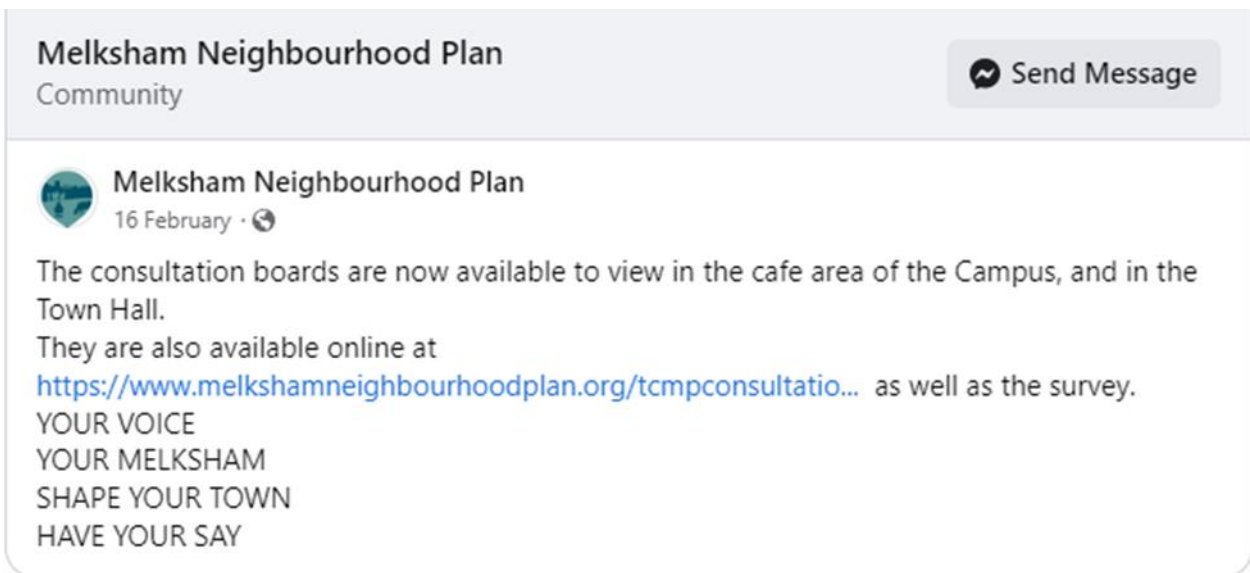 Melksham Neighbourhood Plan
Community
Send Message
Melksham Neighbourhood Plan
16 February ·
The consultation boards are now available to view in the cafe area of the Campus, and in the
Town Hall.
They are also available online at
https://www.melkshamneighbourhoodplan.org/tcmpconsultatio... as well as the survey.
YOUR VOICE
YOUR MELKSHAM
SHAPE YOUR TOWN
HAVE YOUR SAY